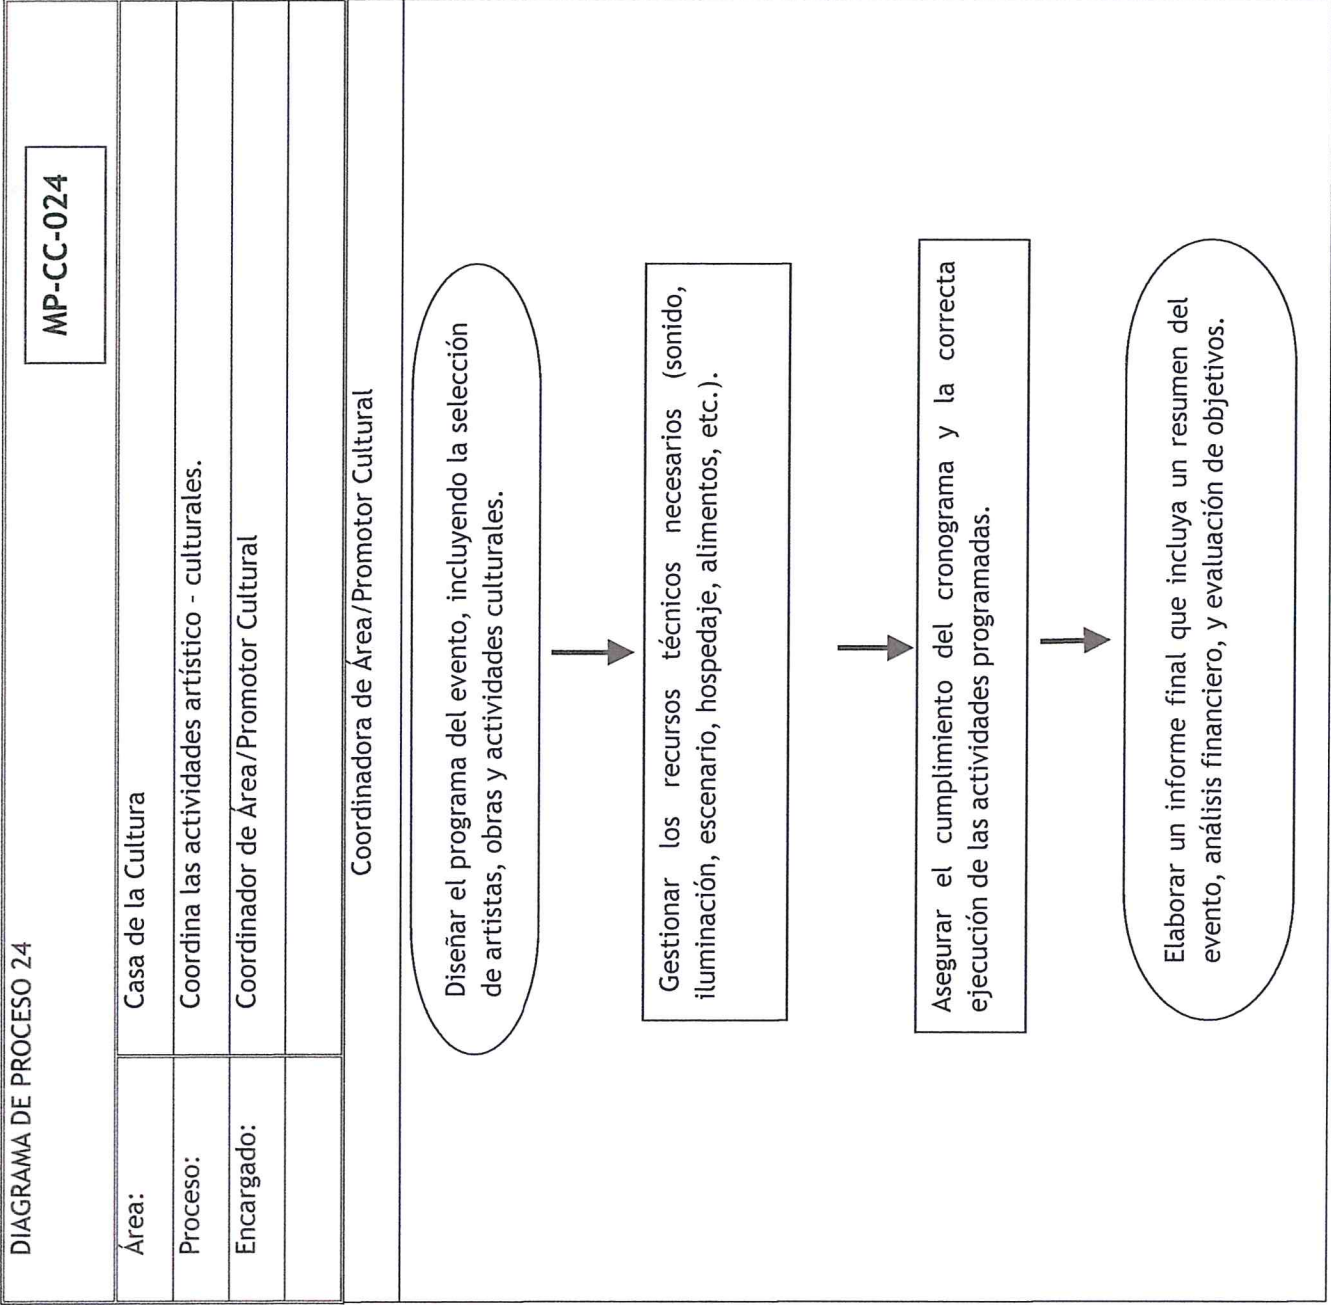 DIAGRAMA DE PROCESO 24
MP-CC-024
Área:
Casa de la Cultura
Proceso:
Coordina las actividades artístico - culturales.
Encargado:
Coordinador de Área/Promotor Cultural
Coordinadora de Área/Promotor Cultural
Diseñar el programa del evento, incluyendo la selección
de artistas, obras y actividades culturales.
Gestionar los recursos técnicos necesarios (sonido,
iluminación, escenario, hospedaje, alimentos, etc.).
Asegurar el cumplimiento del cronograma y la correcta
ejecución de las actividades programadas.
Elaborar un informe final que incluya un resumen del
evento, análisis financiero, y evaluación de objetivos.